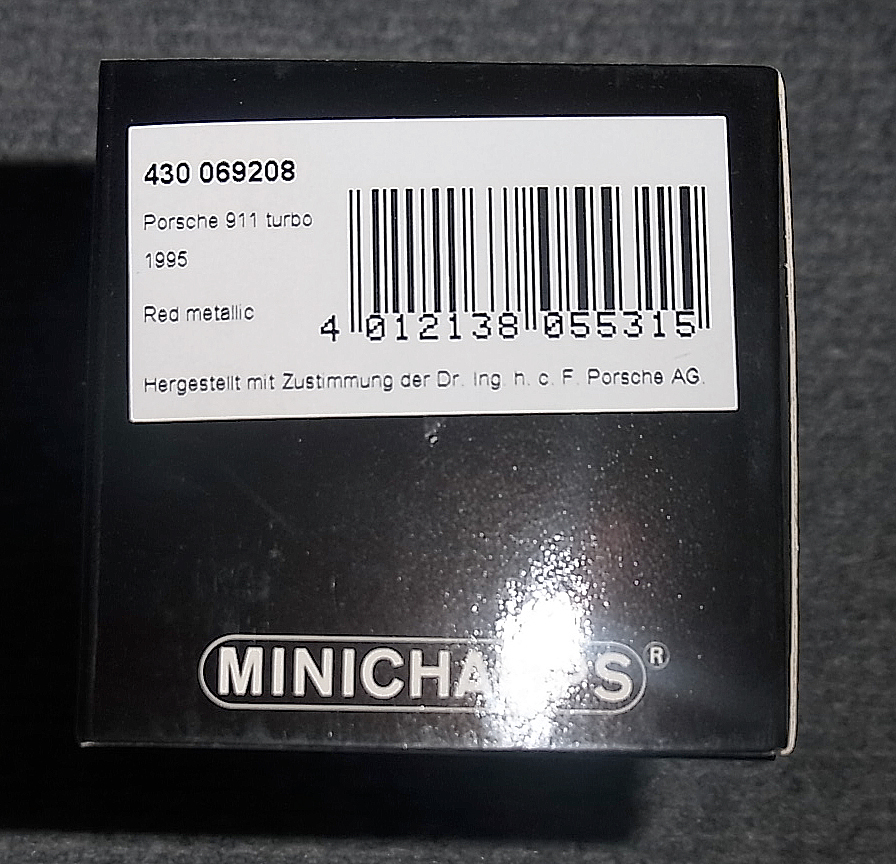 430 069208
Porsche 911 turbo
1995
Red metallic
4 012138 055315
Hergestellt mit Zustimmung der Dr. Ing. h. c. F. Porsche AG.
MINICHAMPS®